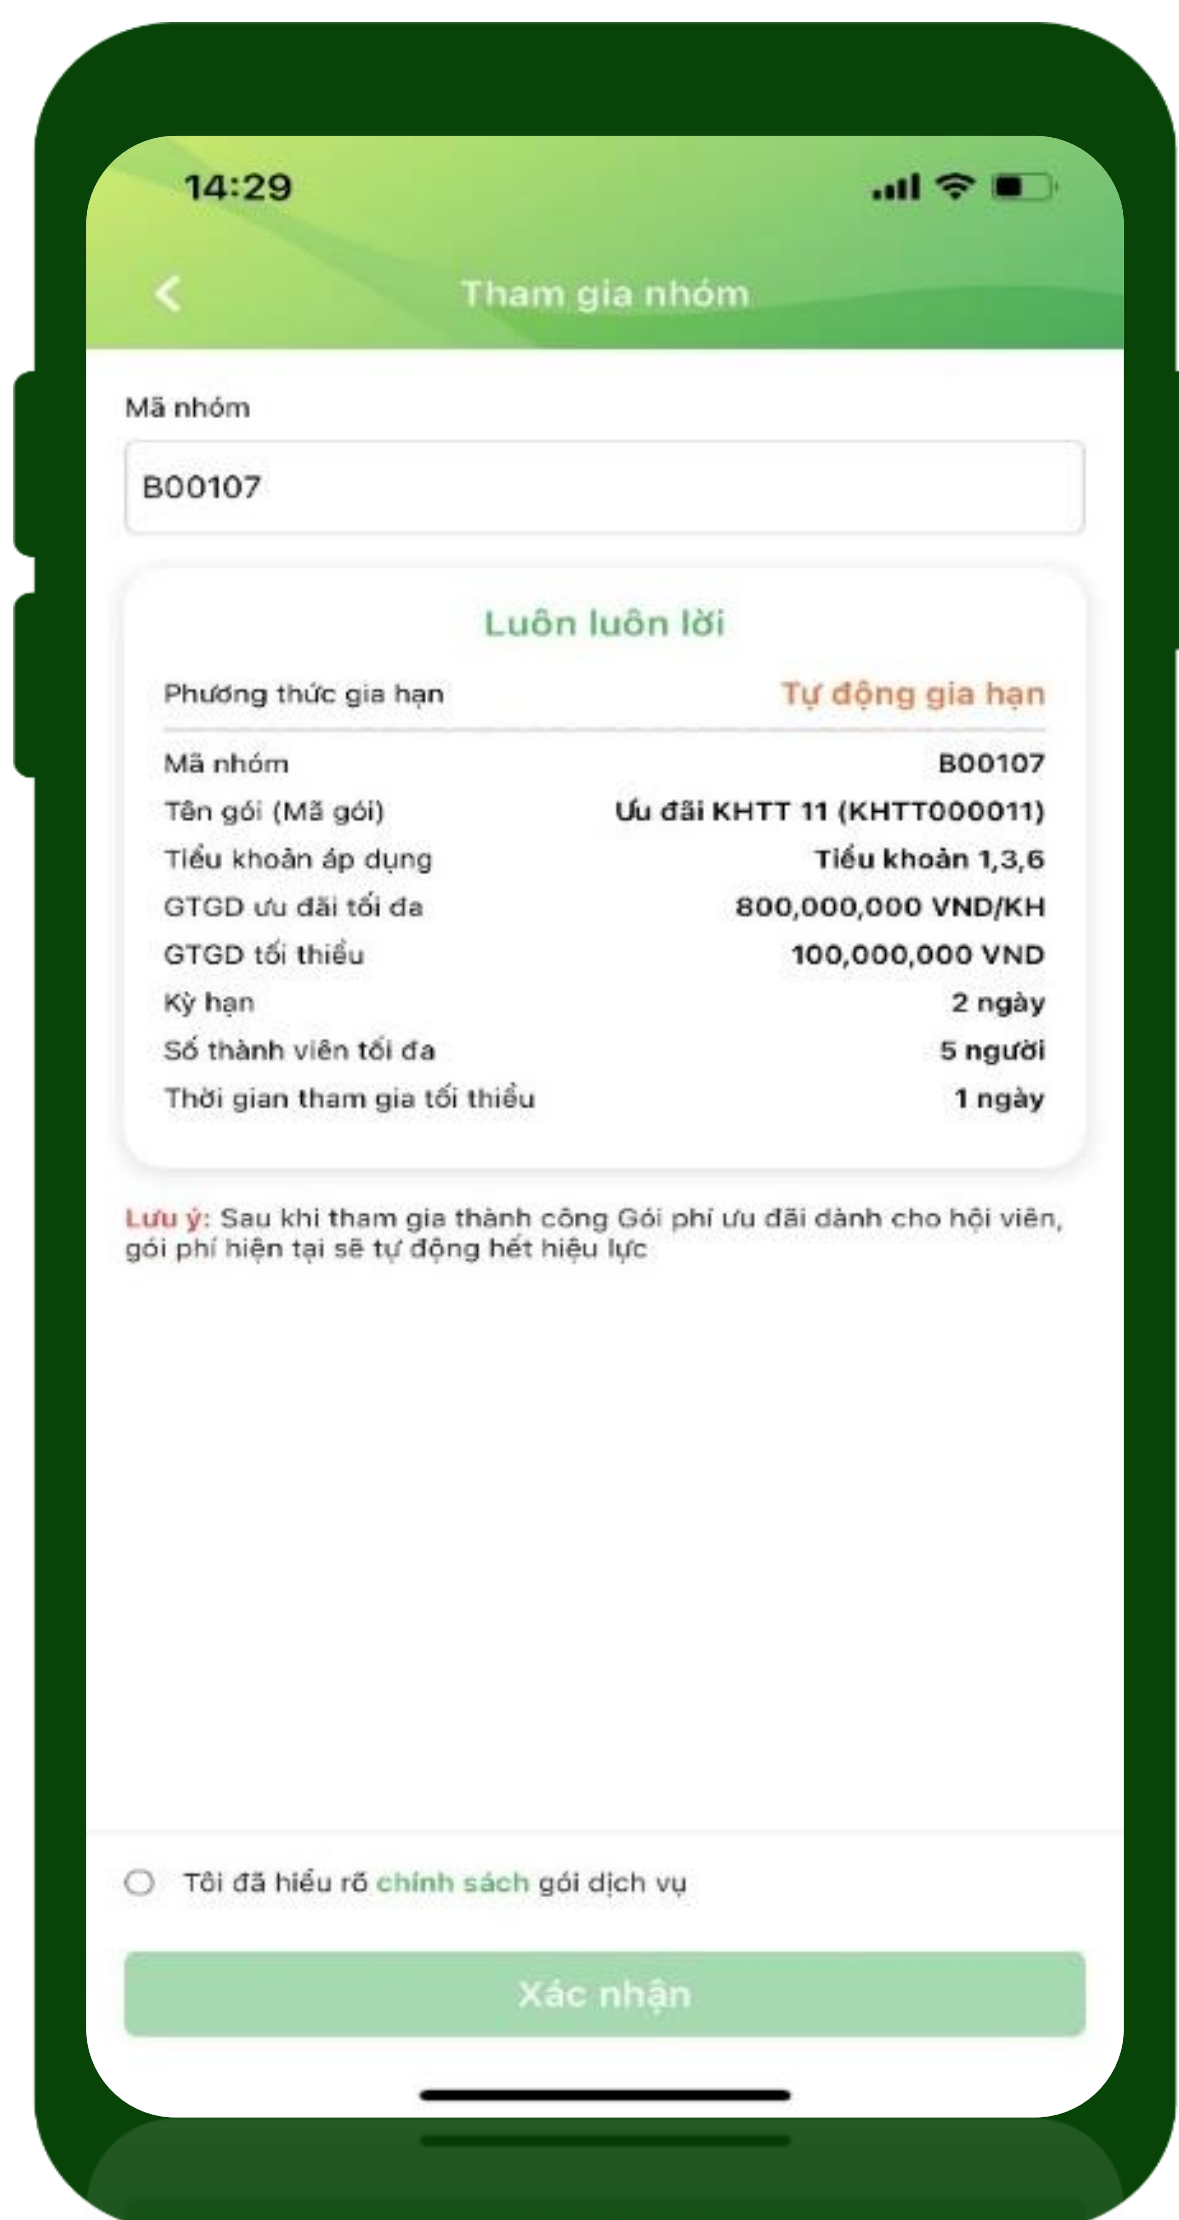 14:29
Tham gia nhóm
Mã nhóm
B00107
Luôn luôn lời
Phương thức gia hạn Tự động gia hạn
Mã nhóm B00107
Tên gói (Mã gói) Ưu đãi KHTT 11 (KHTT000011)
Tiểu khoản áp dụng Tiểu khoản 1,3,6
GTGD ưu đãi tối đa 800,000,000 VND/KH
GTGD tối thiểu 100,000,000 VND
Kỳ hạn 2 ngày
Số thành viên tối đa 5 người
Thời gian tham gia tối thiểu 1 ngày
Lưu ý: Sau khi tham gia thành công Gói phí ưu đãi dành cho hội viên,
gói phí hiện tại sẽ tự động hết hiệu lực
Tôi đã hiểu rõ chính sách gói dịch vụ
Xác nhận